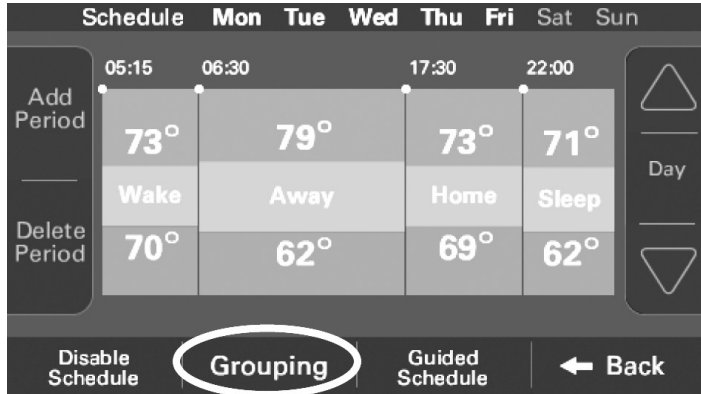 Schedule Mon Tue Wed Thu Fri Sat Sun
05:15 06:30 17:30 22:00
Add
Period
73° 79° 73° 71°
Day
Wake Away Home Sleep
Delete
Period
70° 62° 69° 62°
Disable
Schedule
Grouping
Guided
Schedule
Back